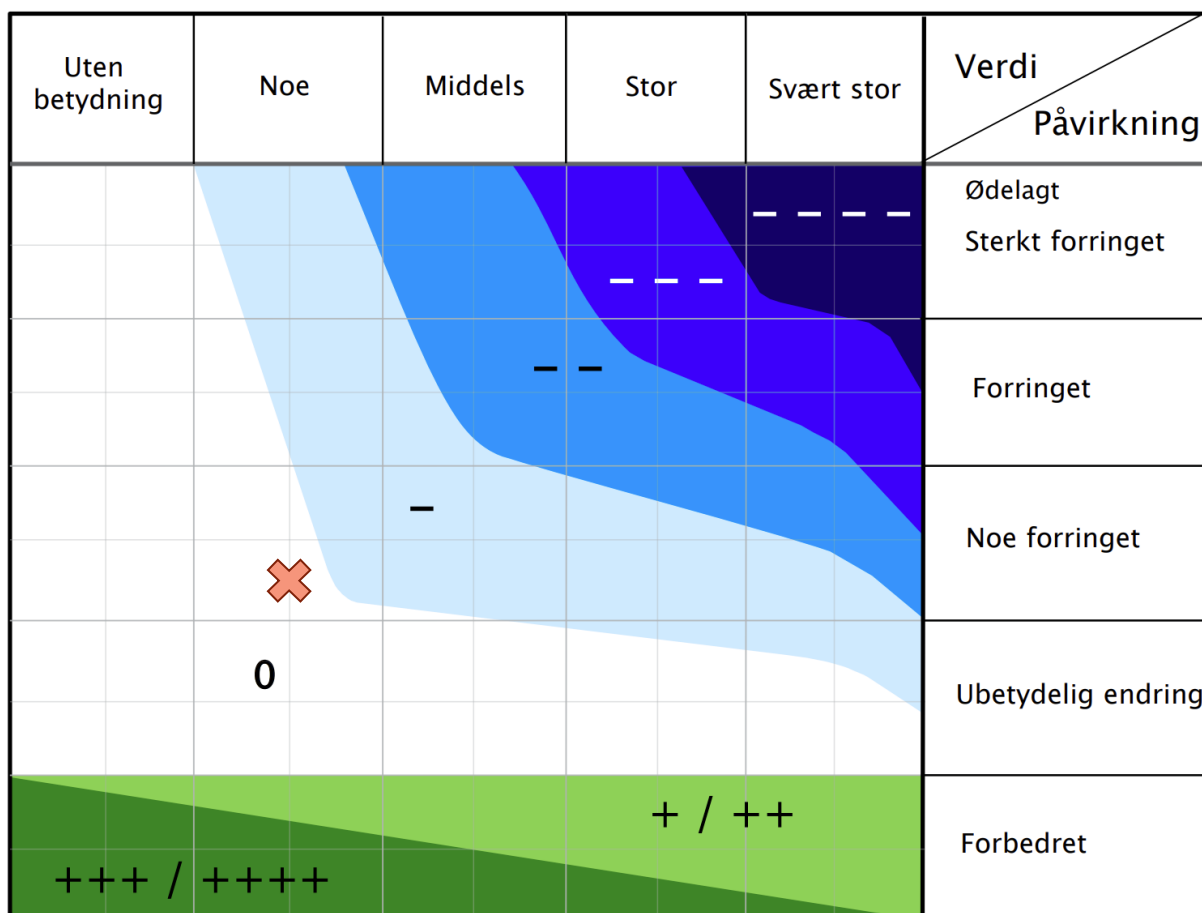 Uten
betydning
Noe
Middels
Stor
Svært stor
Verdi
Påvirkning
– – – –
Ødelagt
Sterkt forringet
– – –
– –
Forringet
–
Noe forringet
0
Ubetydelig endring
+ / ++
Forbedret
+++ / ++++